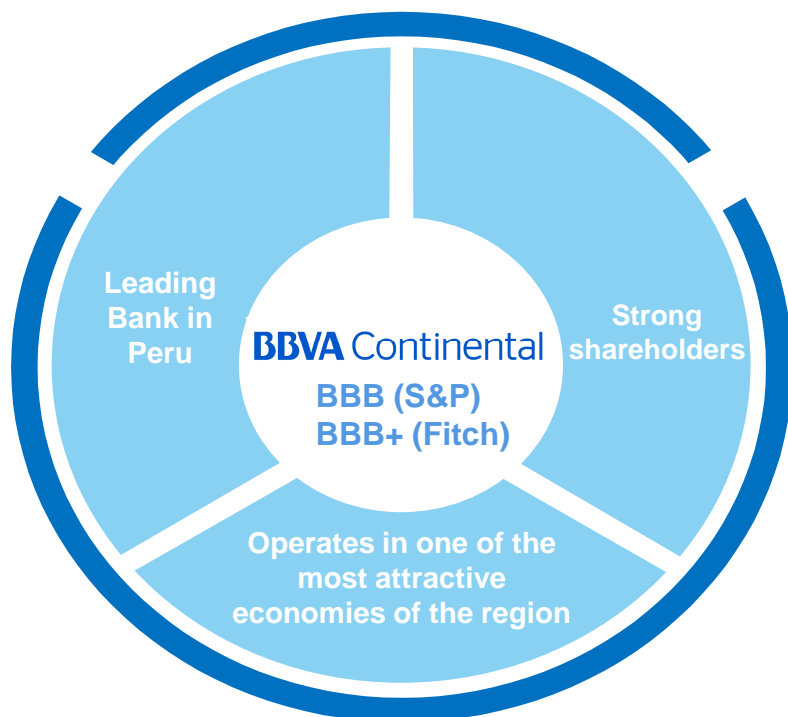 Leading
Bank in
Peru
BBVA Continental
BBB (S&P)
BBB+ (Fitch)
Strong
shareholders
Operates in one of the
most attractive
economies of the region